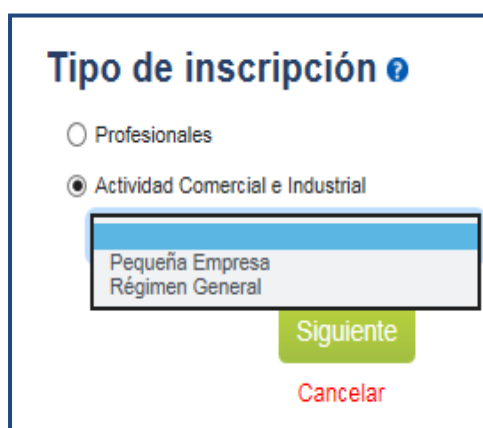 Tipo de inscripción ?
Profesionales
Actividad Comercial e Industrial
Pequeña Empresa
Régimen General
Siguiente
Cancelar